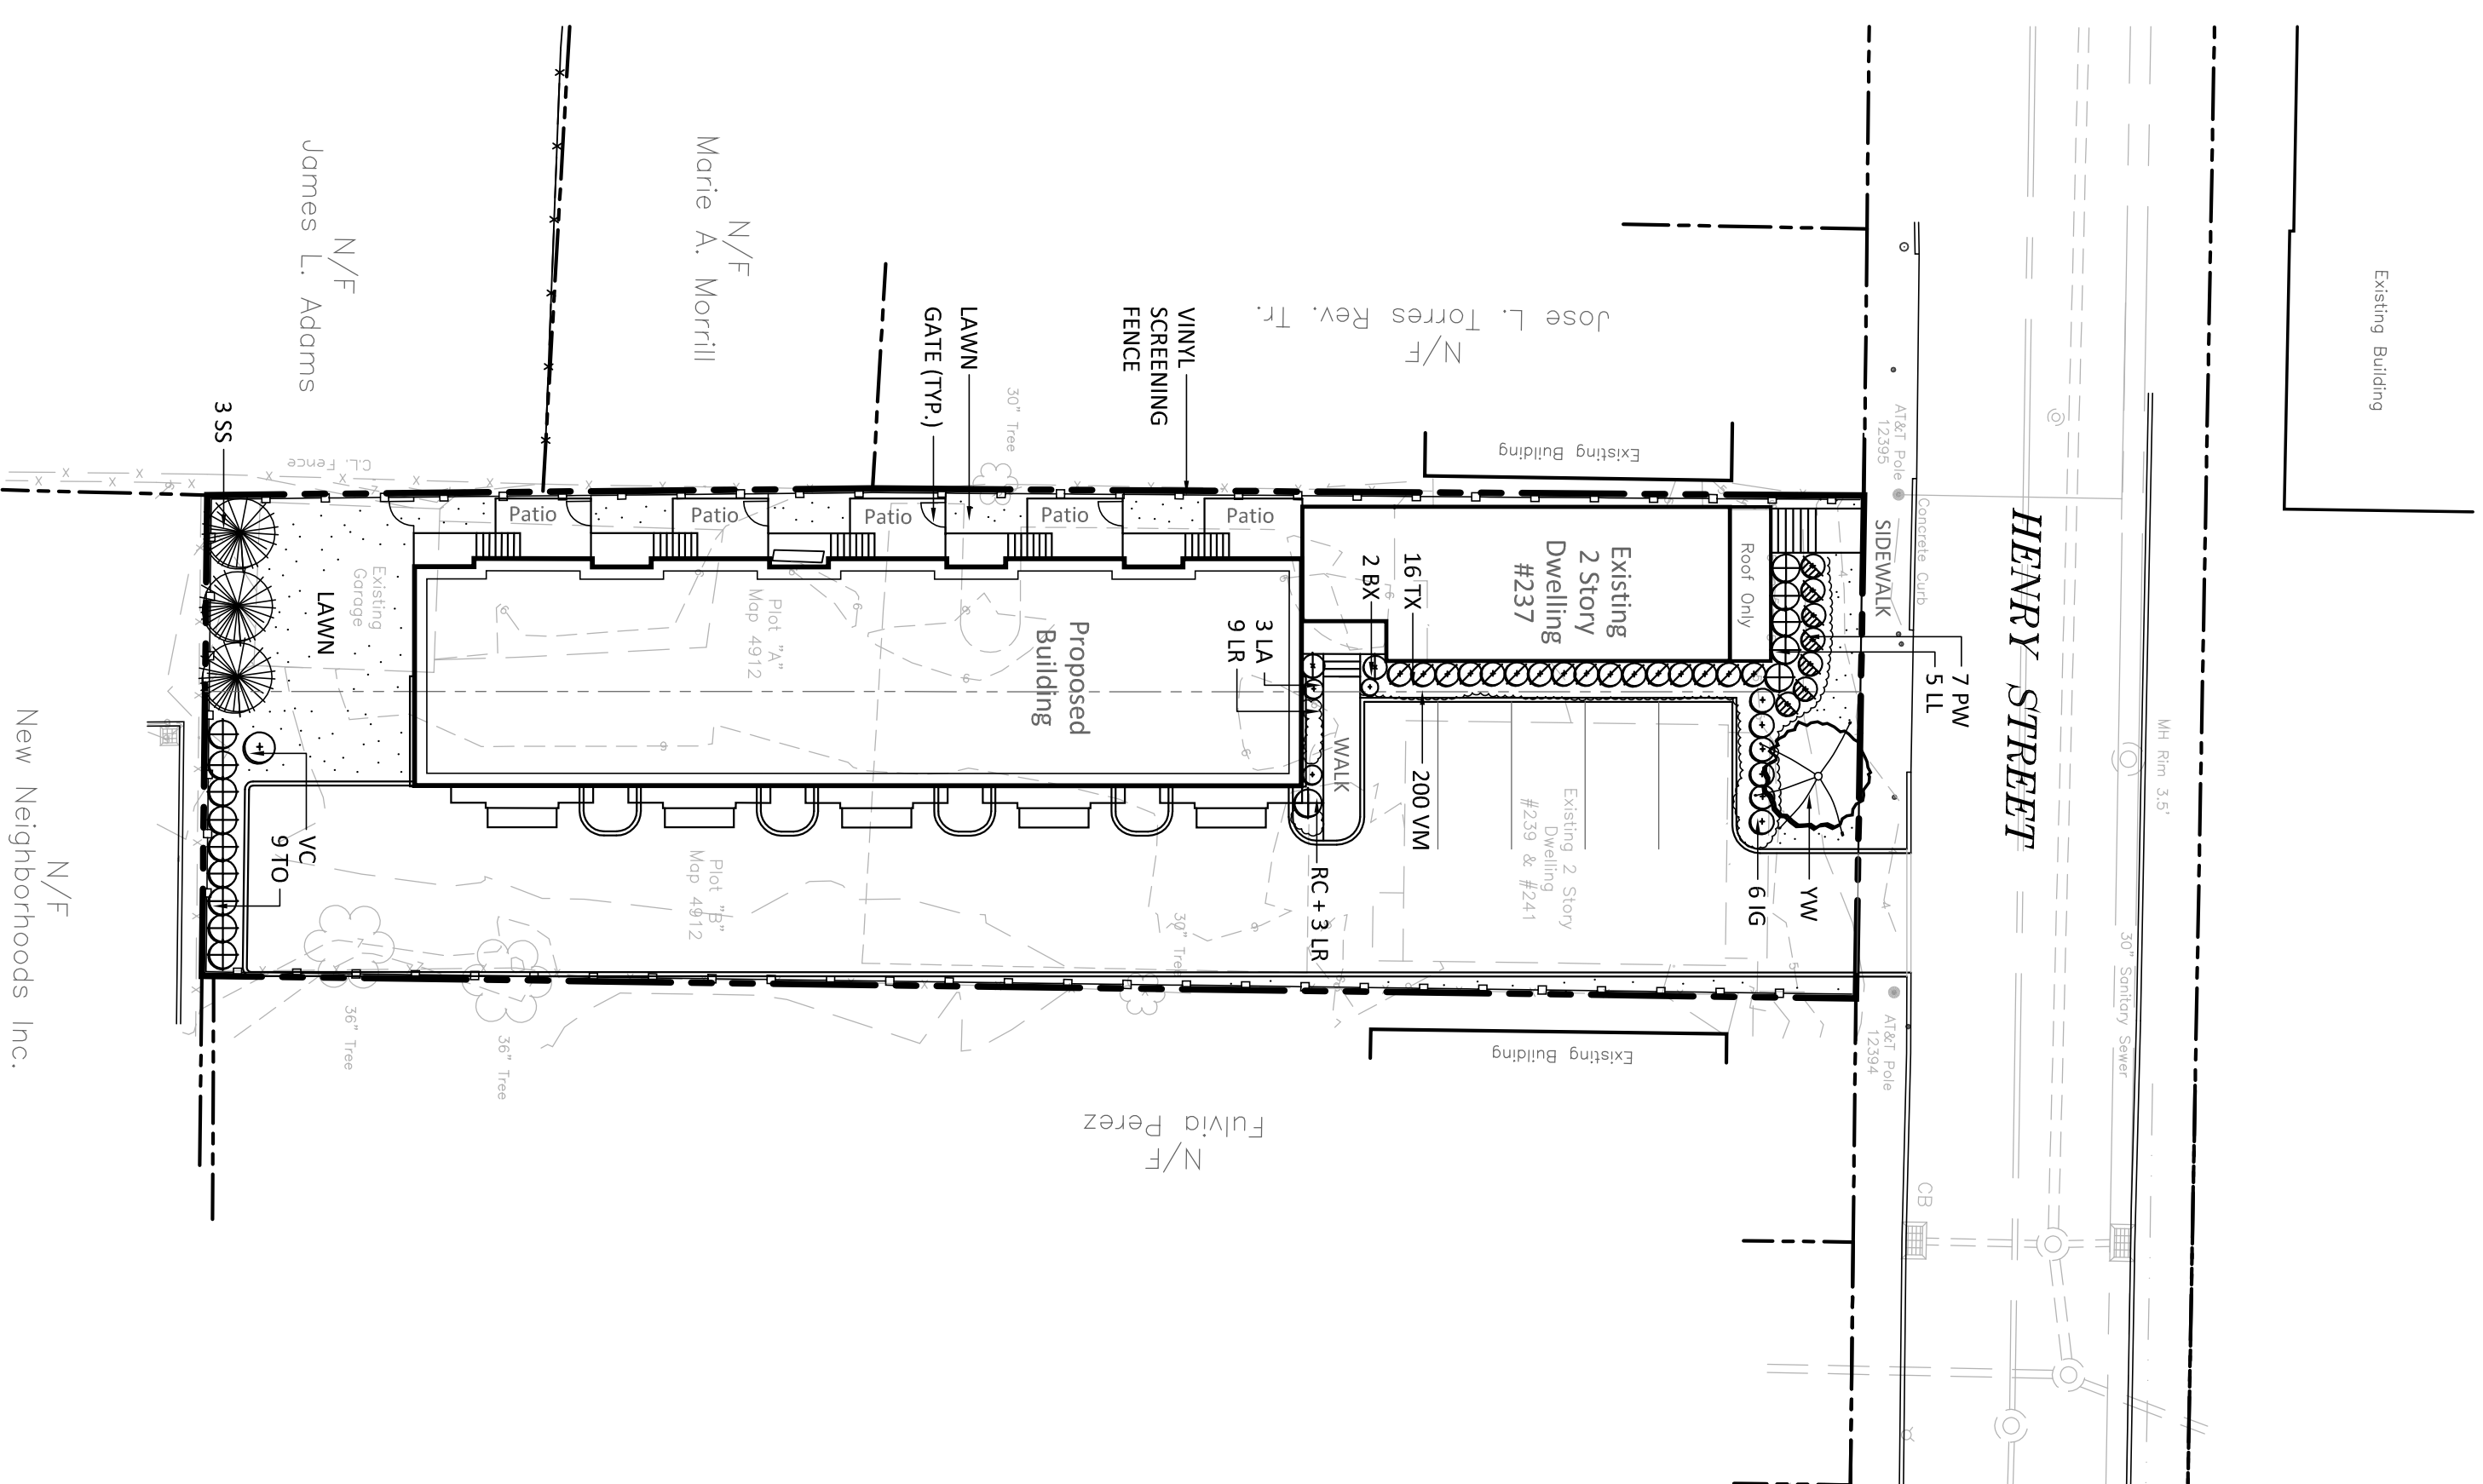 HENRY STREET
SIDEWALK
Concrete Curb
AT&T Pole
12395
AT&T Pole
12394
MH Rim 3.5'
30" Sanitary Sewer
CB
Existing Building
Existing Building
Existing Building
N/F
Jose L. Torres Rev. Tr.
N/F
Marie A. Morrill
N/F
James L. Adams
N/F
New Neighborhoods Inc.
N/F
Fulvia Perez
7 PW
5 LL
YW
6 IG
Roof Only
Existing
2 Story
Dwelling
#237
16 TX
2 BX
200 VM
WALK
3 LA
9 LR
RC + 3 LR
Existing 2 Story
Dwelling
#239 & #241
VINYL
SCREENING
FENCE
LAWN
GATE (TYP.)
30" Tree
Patio
Patio
Patio
Patio
Patio
Proposed
Building
Plot "A"
Map 4912
Plot "B"
Map 4912
30" Tree
36" Tree
36" Tree
Existing
Garage
LAWN
C.L. Fence
3 SS
VC
9 TO